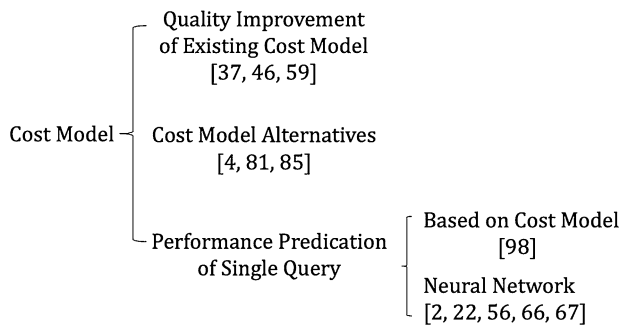 Quality Improvement
of Existing Cost Model
[37, 46, 59]
Cost Model
Cost Model Alternatives
[4, 81, 85]
Performance Predication
of Single Query
Based on Cost Model
[98]
Neural Network
[2, 22, 56, 66, 67]